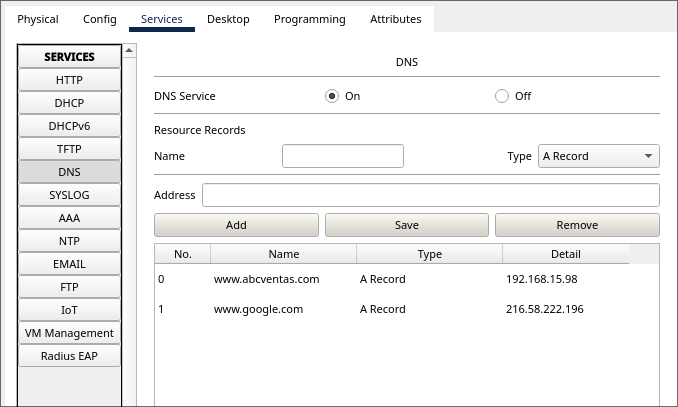 Physical Config Services Desktop Programming Attributes
SERVICES
HTTP
DHCP
DHCPv6
TFTP
DNS
SYSLOG
AAA
NTP
EMAIL
FTP
IoT
VM Management
Radius EAP
DNS
DNS Service On Off
Resource Records
Name Type A Record
Address
Add Save Remove
No. Name Type Detail
0 www.abcventas.com A Record 192.168.15.98
1 www.google.com A Record 216.58.222.196